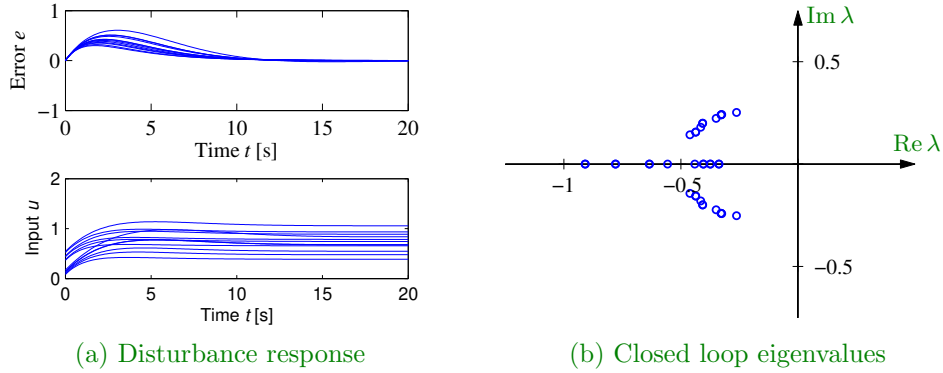 1
0
-1
Error e
0 5 10 15 20
Time t [s]
2
1
0
Input u
0 5 10 15 20
Time t [s]
(a) Disturbance response
Im λ
0.5
Re λ
-1 -0.5
-0.5
(b) Closed loop eigenvalues